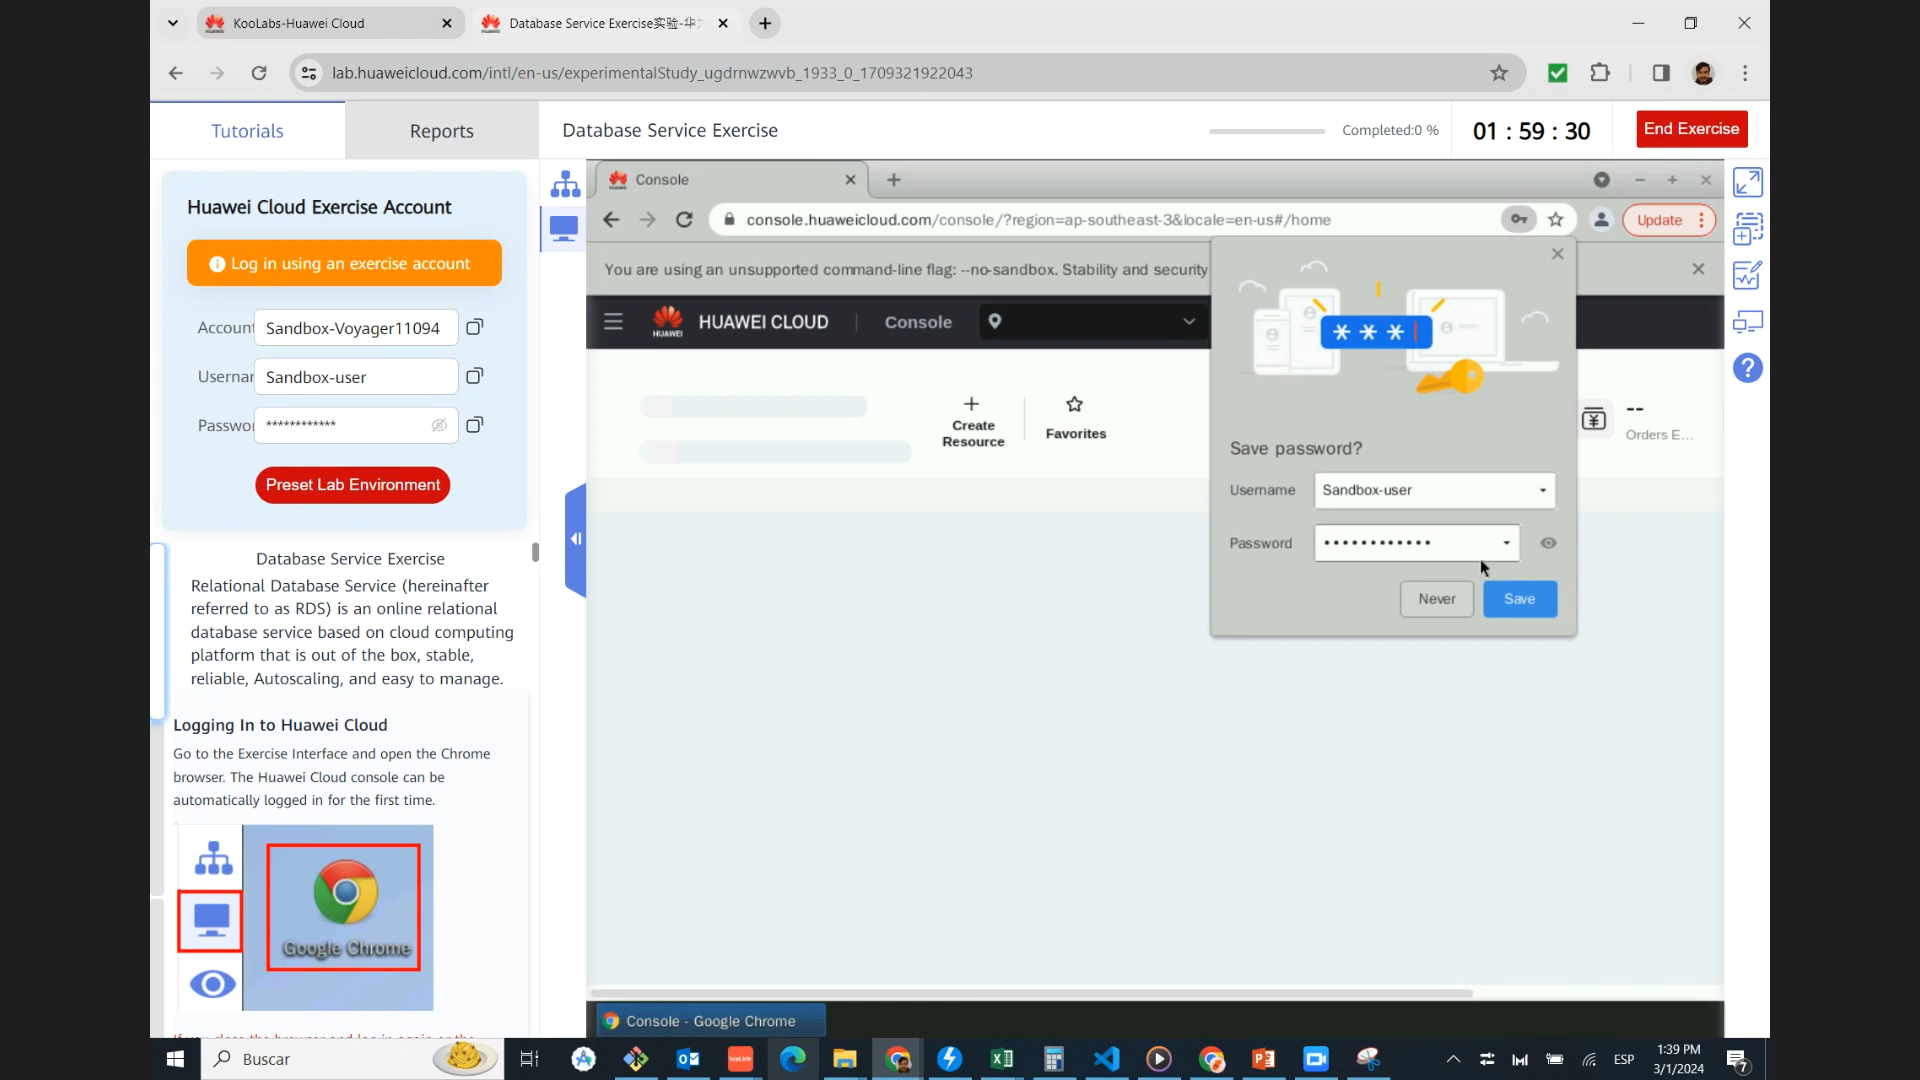 KooLabs-Huawei Cloud
Database Service Exercise实验-华
lab.huaweicloud.com/intl/en-us/experimentalStudy_ugdrnwzwvb_1933_0_1709321922043
Tutorials
Reports
Database Service Exercise
Completed:0 %
01 : 59 : 30
End Exercise
Huawei Cloud Exercise Account
Log in using an exercise account
Account
Sandbox-Voyager11094
Usernar
Sandbox-user
Passwor
************
Preset Lab Environment
Database Service Exercise
Relational Database Service (hereinafter
referred to as RDS) is an online relational
database service based on cloud computing
platform that is out of the box, stable,
reliable, Autoscaling, and easy to manage.
Logging In to Huawei Cloud
Go to the Exercise Interface and open the Chrome
browser. The Huawei Cloud console can be
automatically logged in for the first time.
Google Chrome
Console
console.huaweicloud.com/console/?region=ap-southeast-3&locale=en-us#/home
Update
You are using an unsupported command-line flag: --no-sandbox. Stability and security
HUAWEI
HUAWEI CLOUD
Console
Create
Resource
Favorites
--
Orders E...
* * *
Save password?
Username
Sandbox-user
Password
••••••••••••
Never
Save
Console - Google Chrome
Buscar
ESP
1:39 PM
3/1/2024
7